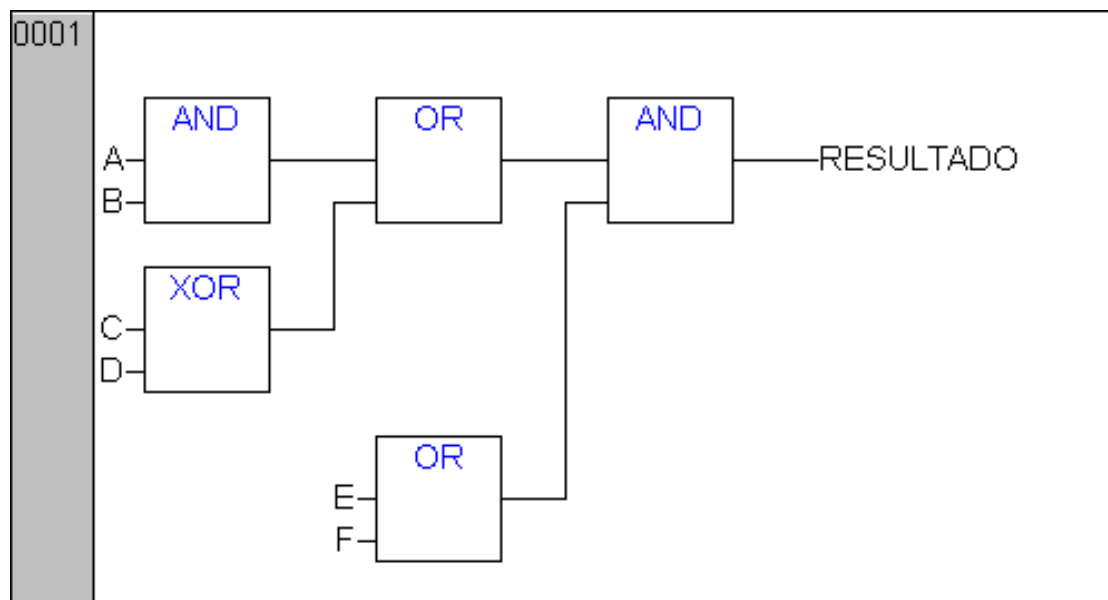 0001
AND
OR
AND
A
RESULTADO
B
XOR
C
D
OR
E
F